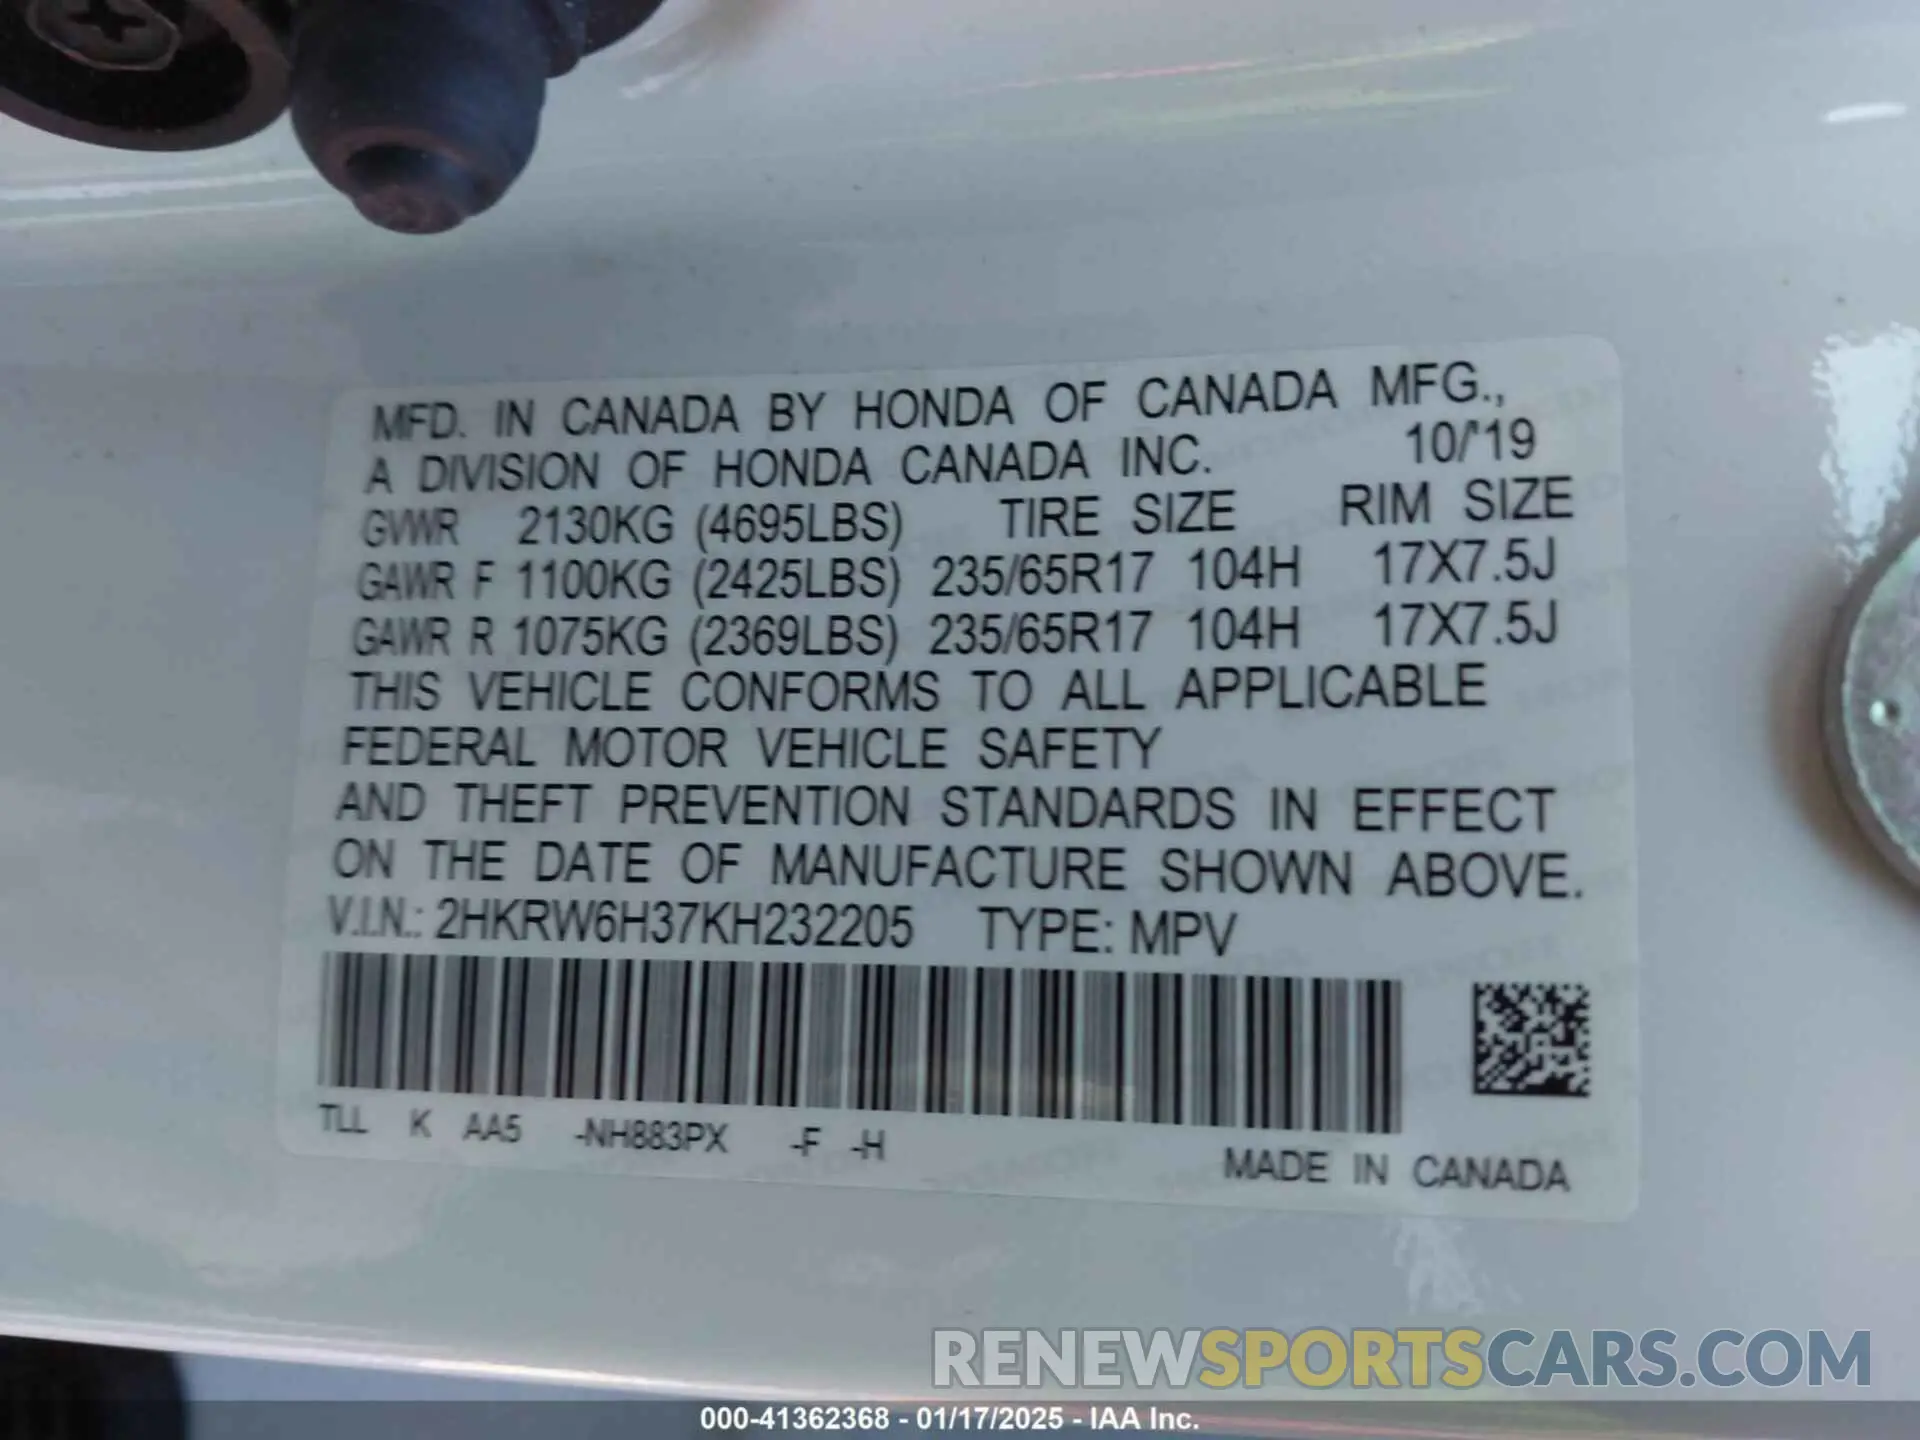 MFD. IN CANADA BY HONDA OF CANADA MFG.,
A DIVISION OF HONDA CANADA INC. 10/'19
GVWR 2130KG (4695LBS) TIRE SIZE RIM SIZE
GAWR F 1100KG (2425LBS) 235/65R17 104H 17X7.5J
GAWR R 1075KG (2369LBS) 235/65R17 104H 17X7.5J
THIS VEHICLE CONFORMS TO ALL APPLICABLE
FEDERAL MOTOR VEHICLE SAFETY
AND THEFT PREVENTION STANDARDS IN EFFECT
ON THE DATE OF MANUFACTURE SHOWN ABOVE.
V.I.N.: 2HKRW6H37KH232205 TYPE: MPV
TLL K AA5 -NH883PX -F -H
MADE IN CANADA
RENEWSPORTSCARS.COM
000-41362368 - 01/17/2025 - IAA Inc.